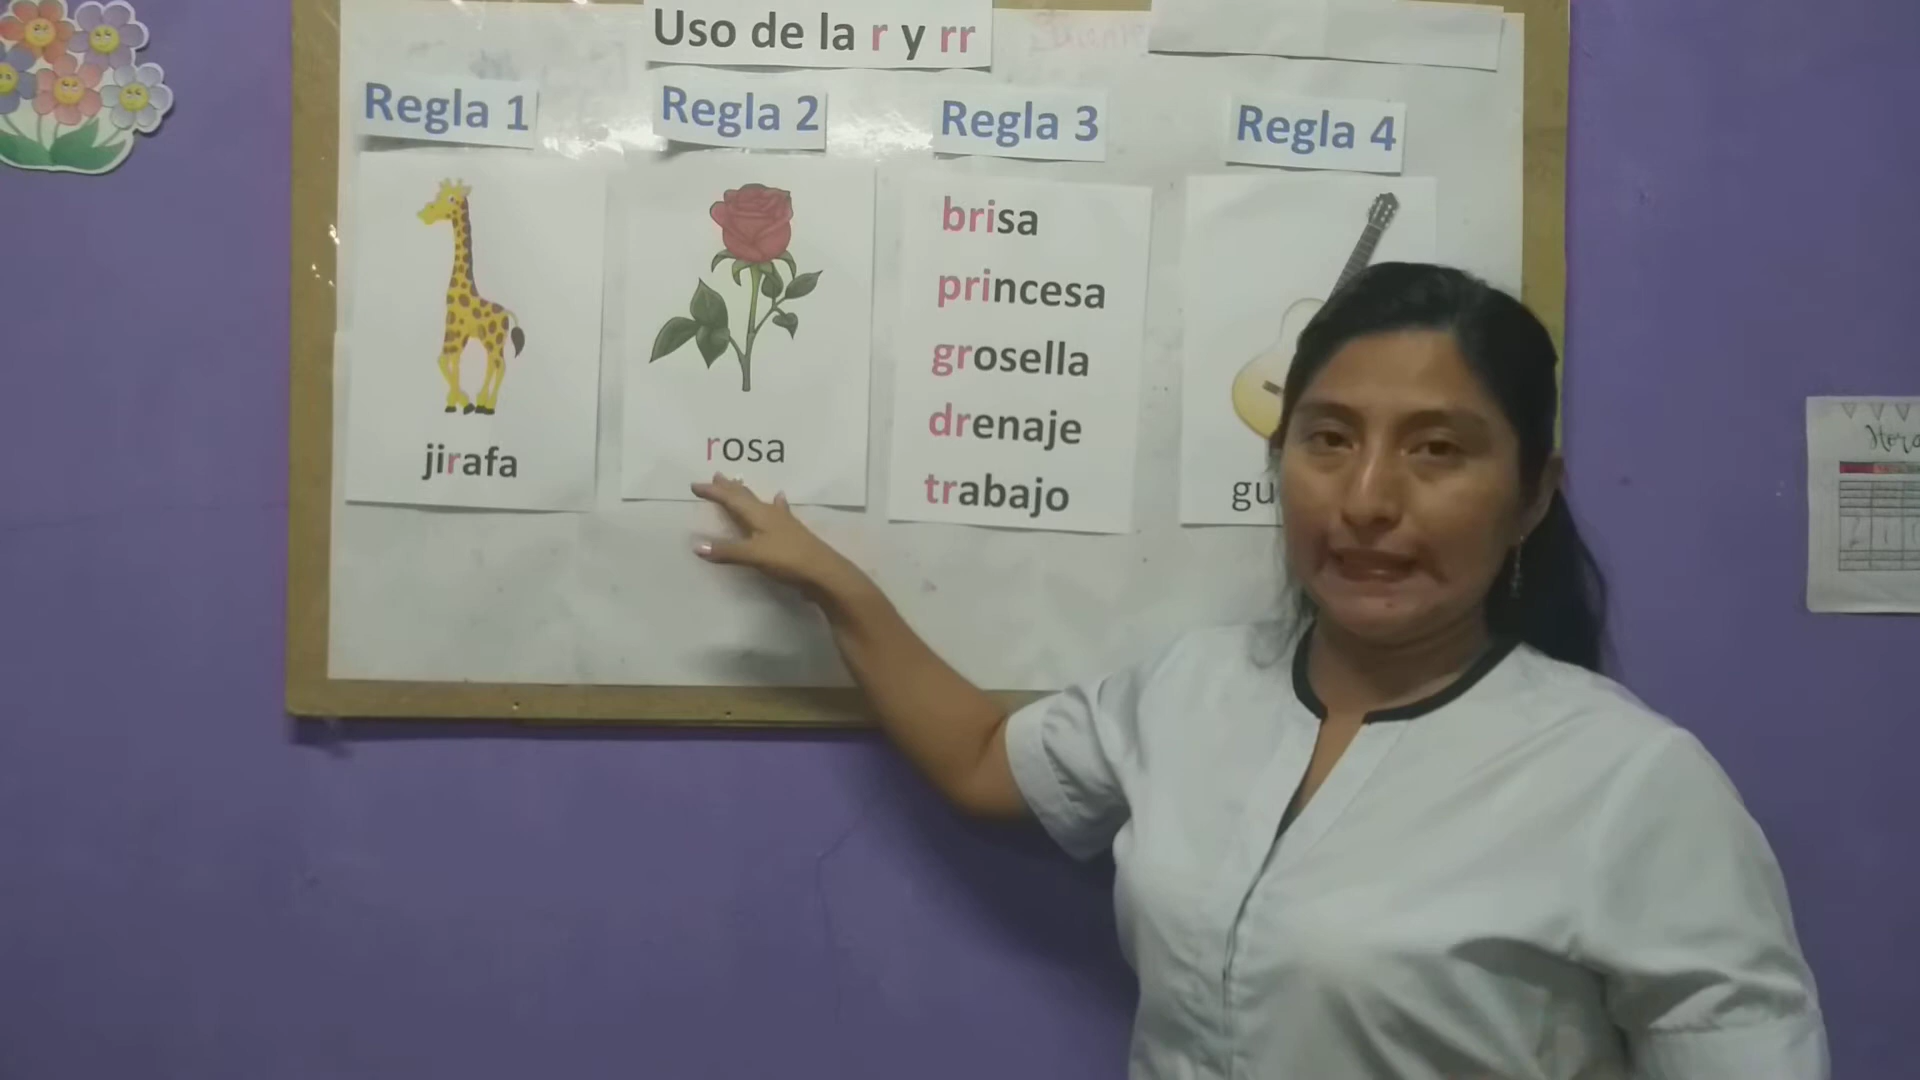 Uso de la r y rr
Regla 1
Regla 2
Regla 3
Regla 4
jirafa
rosa
brisa
princesa
grosella
drenaje
trabajo
gu